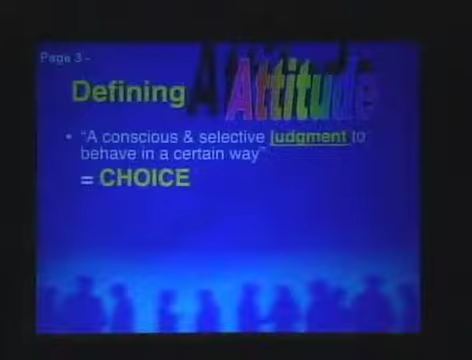 Page 3 -
Defining Attitude
• "A conscious & selective judgment to
behave in a certain way"
= CHOICE